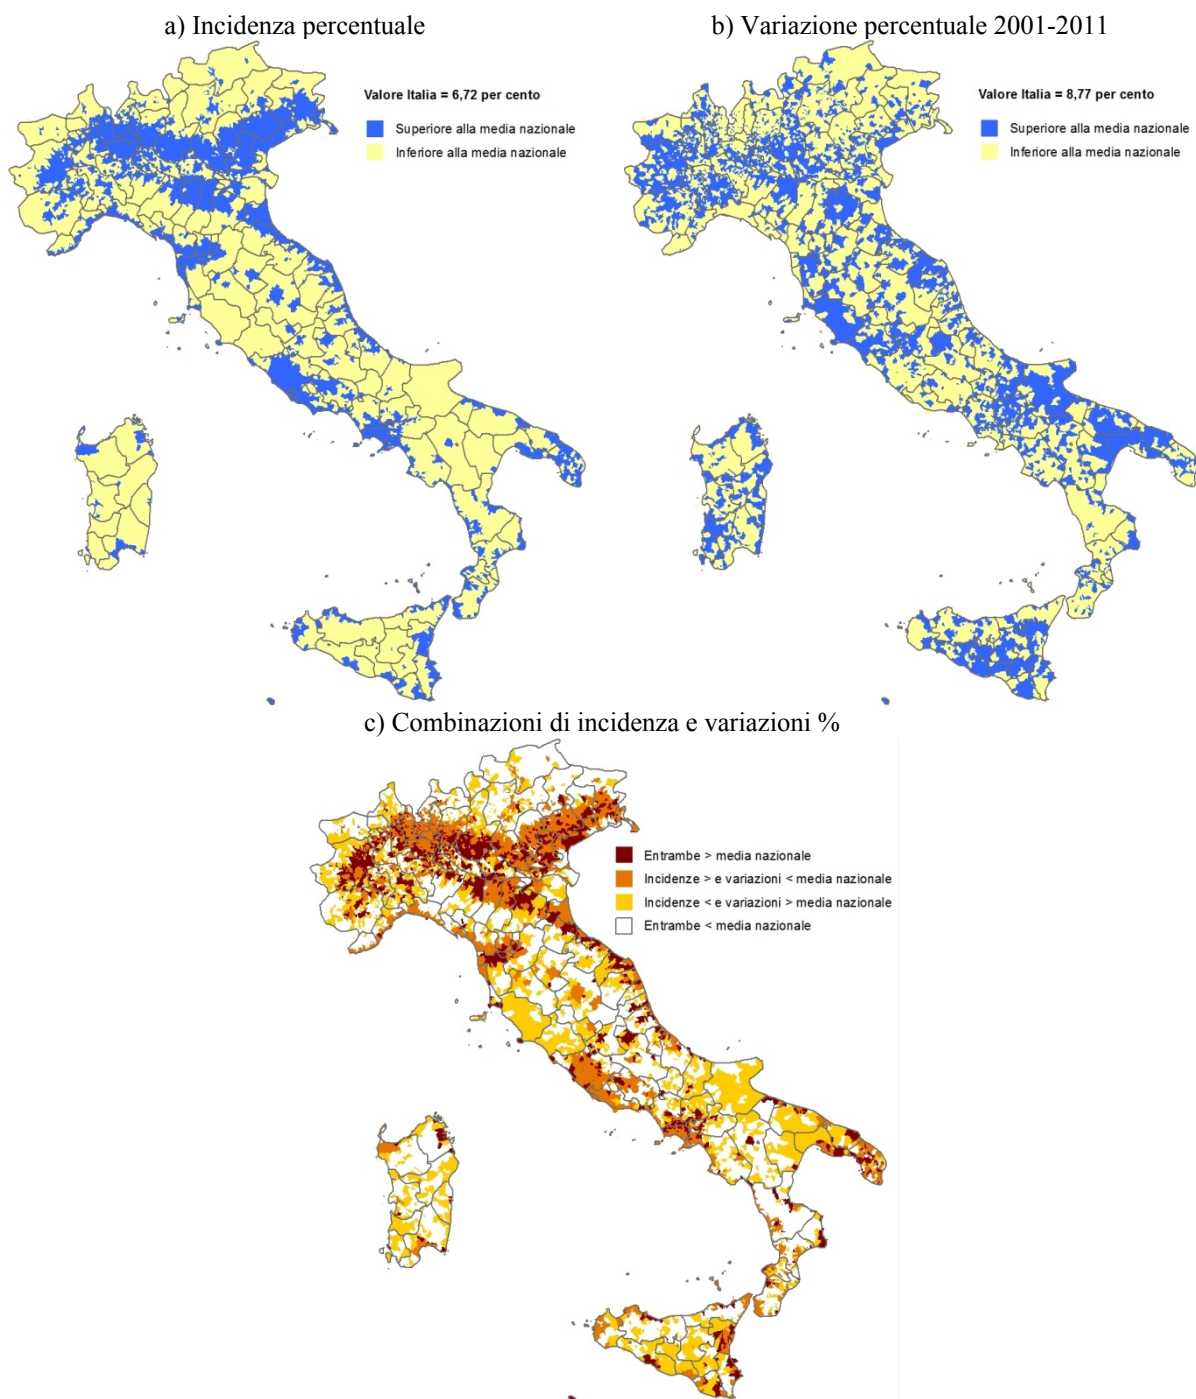 a) Incidenza percentuale
b) Variazione percentuale 2001-2011
Valore Italia = 6,72 per cento
Superiore alla media nazionale
Inferiore alla media nazionale
Valore Italia = 8,77 per cento
Superiore alla media nazionale
Inferiore alla media nazionale
c) Combinazioni di incidenza e variazioni %
Entrambe > media nazionale
Incidenze > e variazioni < media nazionale
Incidenze < e variazioni > media nazionale
Entrambe < media nazionale